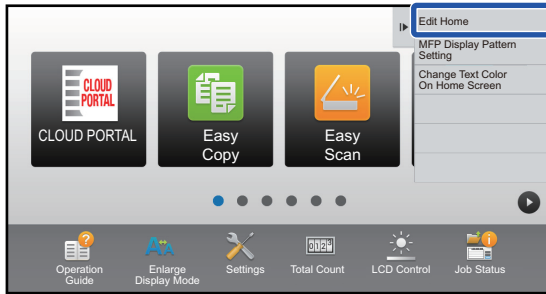 Edit Home
MFP Display Pattern
Setting
Change Text Color
On Home Screen
CLOUD
PORTAL
CLOUD PORTAL
Easy
Copy
Easy
Scan
Operation
Guide
Enlarge
Display Mode
Settings
Total Count
LCD Control
Job Status